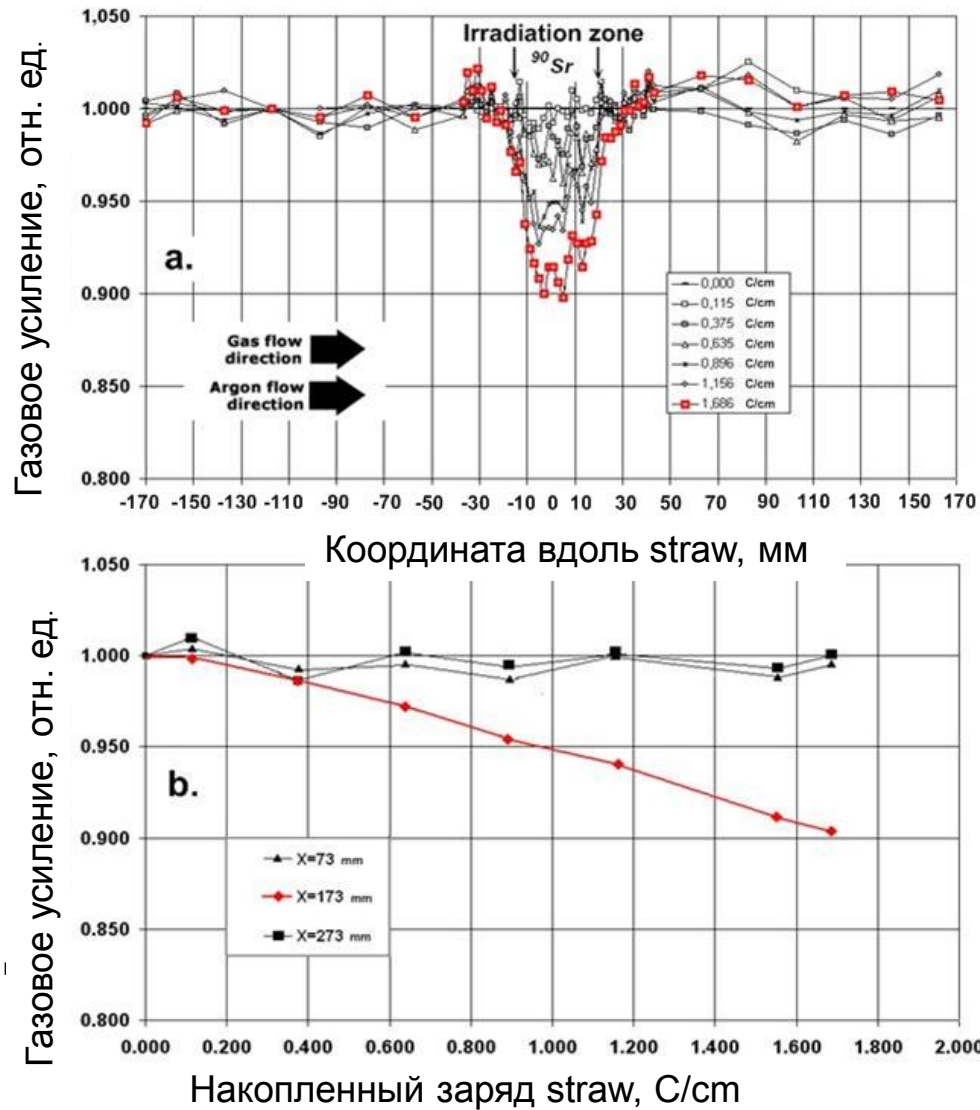 Газовое усиление, отн. ед.
1,050
1.000
0.950
0.900
0.850
0.800
Irradiation zone
⁹⁰Sr
a.
Gas flow
direction
Argon flow
direction
0,000 C/cm
0,115 C/cm
0,375 C/cm
0,635 C/cm
0,896 C/cm
1,156 C/cm
1,686 C/cm
-170 -150 -130 -110 -90 -70 -50 -30 -10 0 10 30 50 70 90 110 130 150 170
Координата вдоль straw, мм
Газовое усиление, отн. ед.
1.050
1.000
0.950
0.900
0.850
0.800
b.
X=73 mm
X=173 mm
X=273 mm
0.000 0.200 0.400 0.600 0.800 1.000 1.200 1.400 1.600 1.800 2.000
Накопленный заряд straw, C/cm